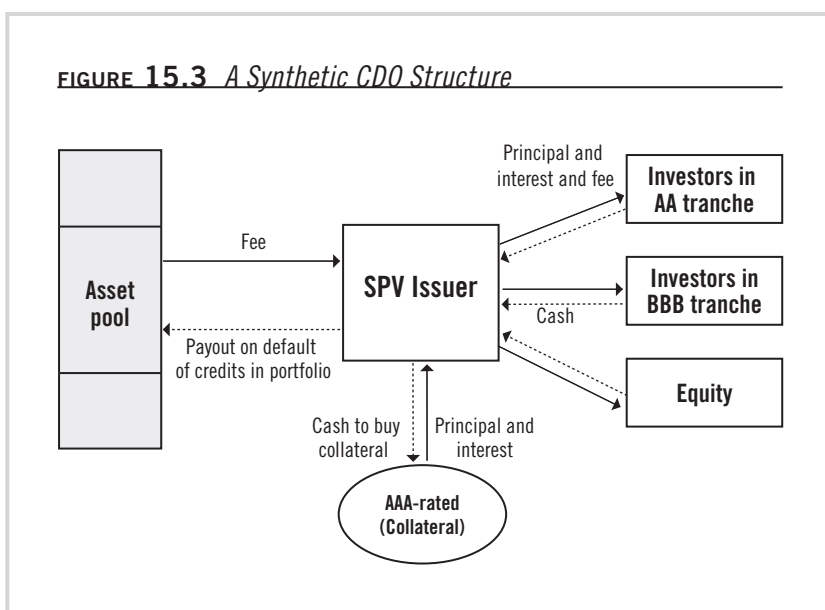 FIGURE 15.3 A Synthetic CDO Structure
Principal and
interest and fee
Investors in
AA tranche
Fee
SPV Issuer
Asset
pool
Investors in
BBB tranche
Cash
Payout on default
of credits in portfolio
Equity
Cash to buy
collateral
Principal and
interest
AAA-rated
(Collateral)